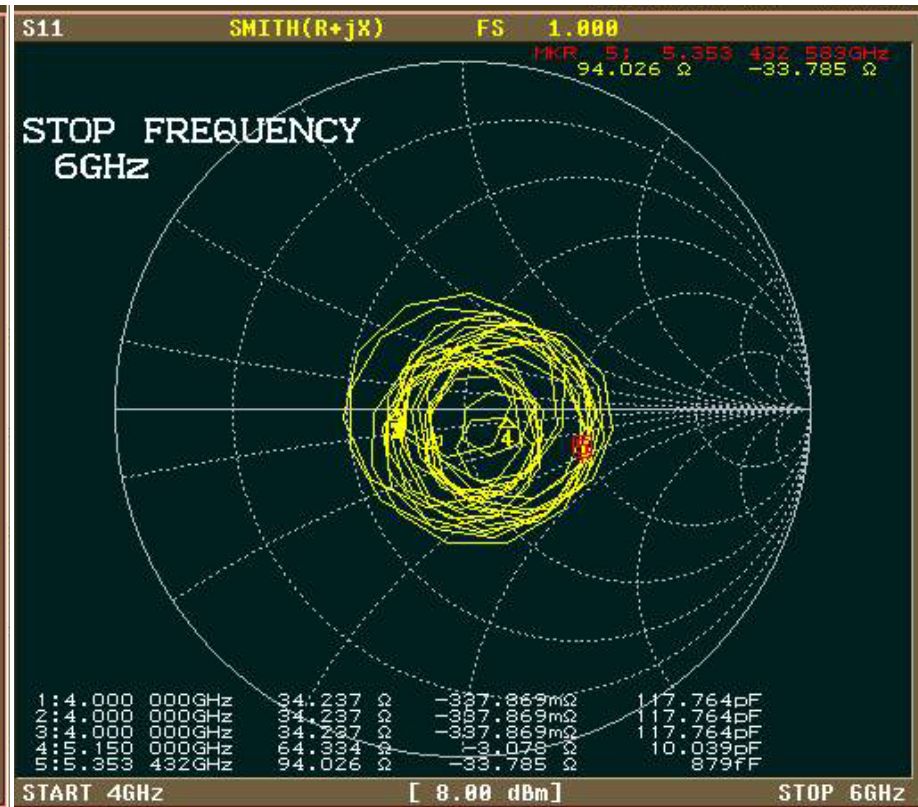 S11 SMITH(R+jX) FS 1.000
MKR 5: 5.353 432 583GHz
94.026 Ω -33.785 Ω
STOP FREQUENCY
6GHz
4
1:4.000 000GHz 34.237 Ω -337.869mΩ 117.764pF
2:4.000 000GHz 34.237 Ω -337.869mΩ 117.764pF
3:4.000 000GHz 34.237 Ω -337.869mΩ 117.764pF
4:5.150 000GHz 64.334 Ω -3.078 Ω 10.039pF
5:5.353 432GHz 94.026 Ω -33.785 Ω 879fF
START 4GHz [ 8.00 dBm] STOP 6GHz